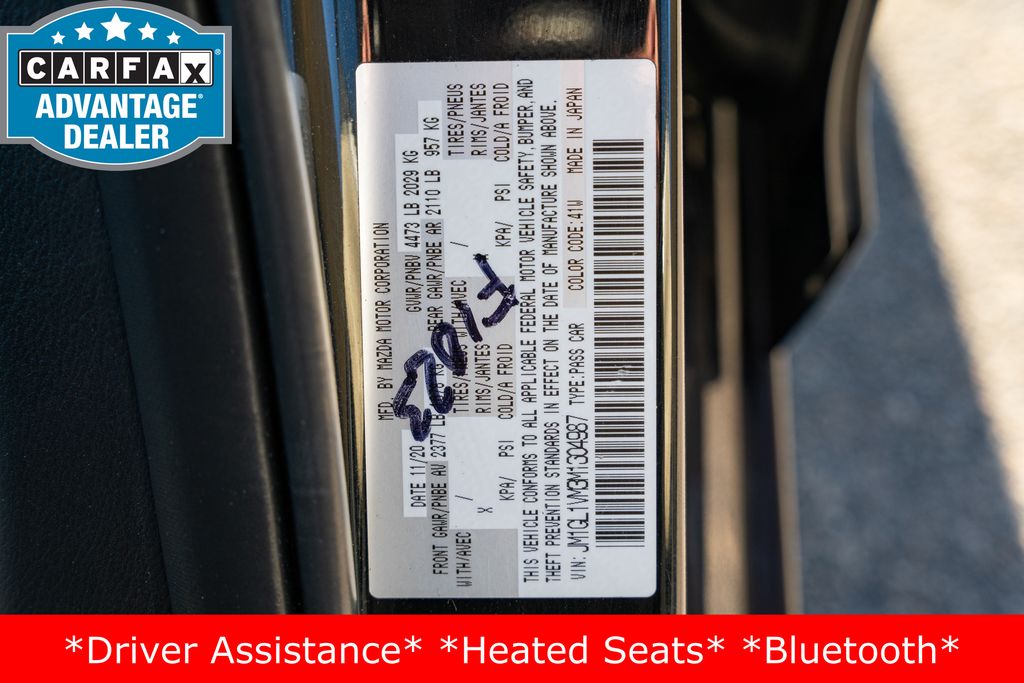 CARFAX
ADVANTAGE
DEALER
MFD. BY MAZDA MOTOR CORPORATION
DATE 11/20 GVWR/PNBV 4473 LB 2029 KG
FRONT GAWR/PNBE AV 2377 LB KG REAR GAWR/PNBE AR 2110 LB 957 KG
WITH/AVEC / TIRES/PNEUS WITH/AVEC / TIRES/PNEUS
X RIMS/JANTES RIMS/JANTES
KPA/ PSI COLD/A FROID KPA/ PSI COLD/A FROID
THIS VEHICLE CONFORMS TO ALL APPLICABLE FEDERAL MOTOR VEHICLE SAFETY, BUMPER, AND
THEFT PREVENTION STANDARDS IN EFFECT ON THE DATE OF MANUFACTURE SHOWN ABOVE.
VIN: JM1GL1VM3M1304987 TYPE:PASS CAR COLOR CODE:41W MADE IN JAPAN
*Driver Assistance* *Heated Seats* *Bluetooth*